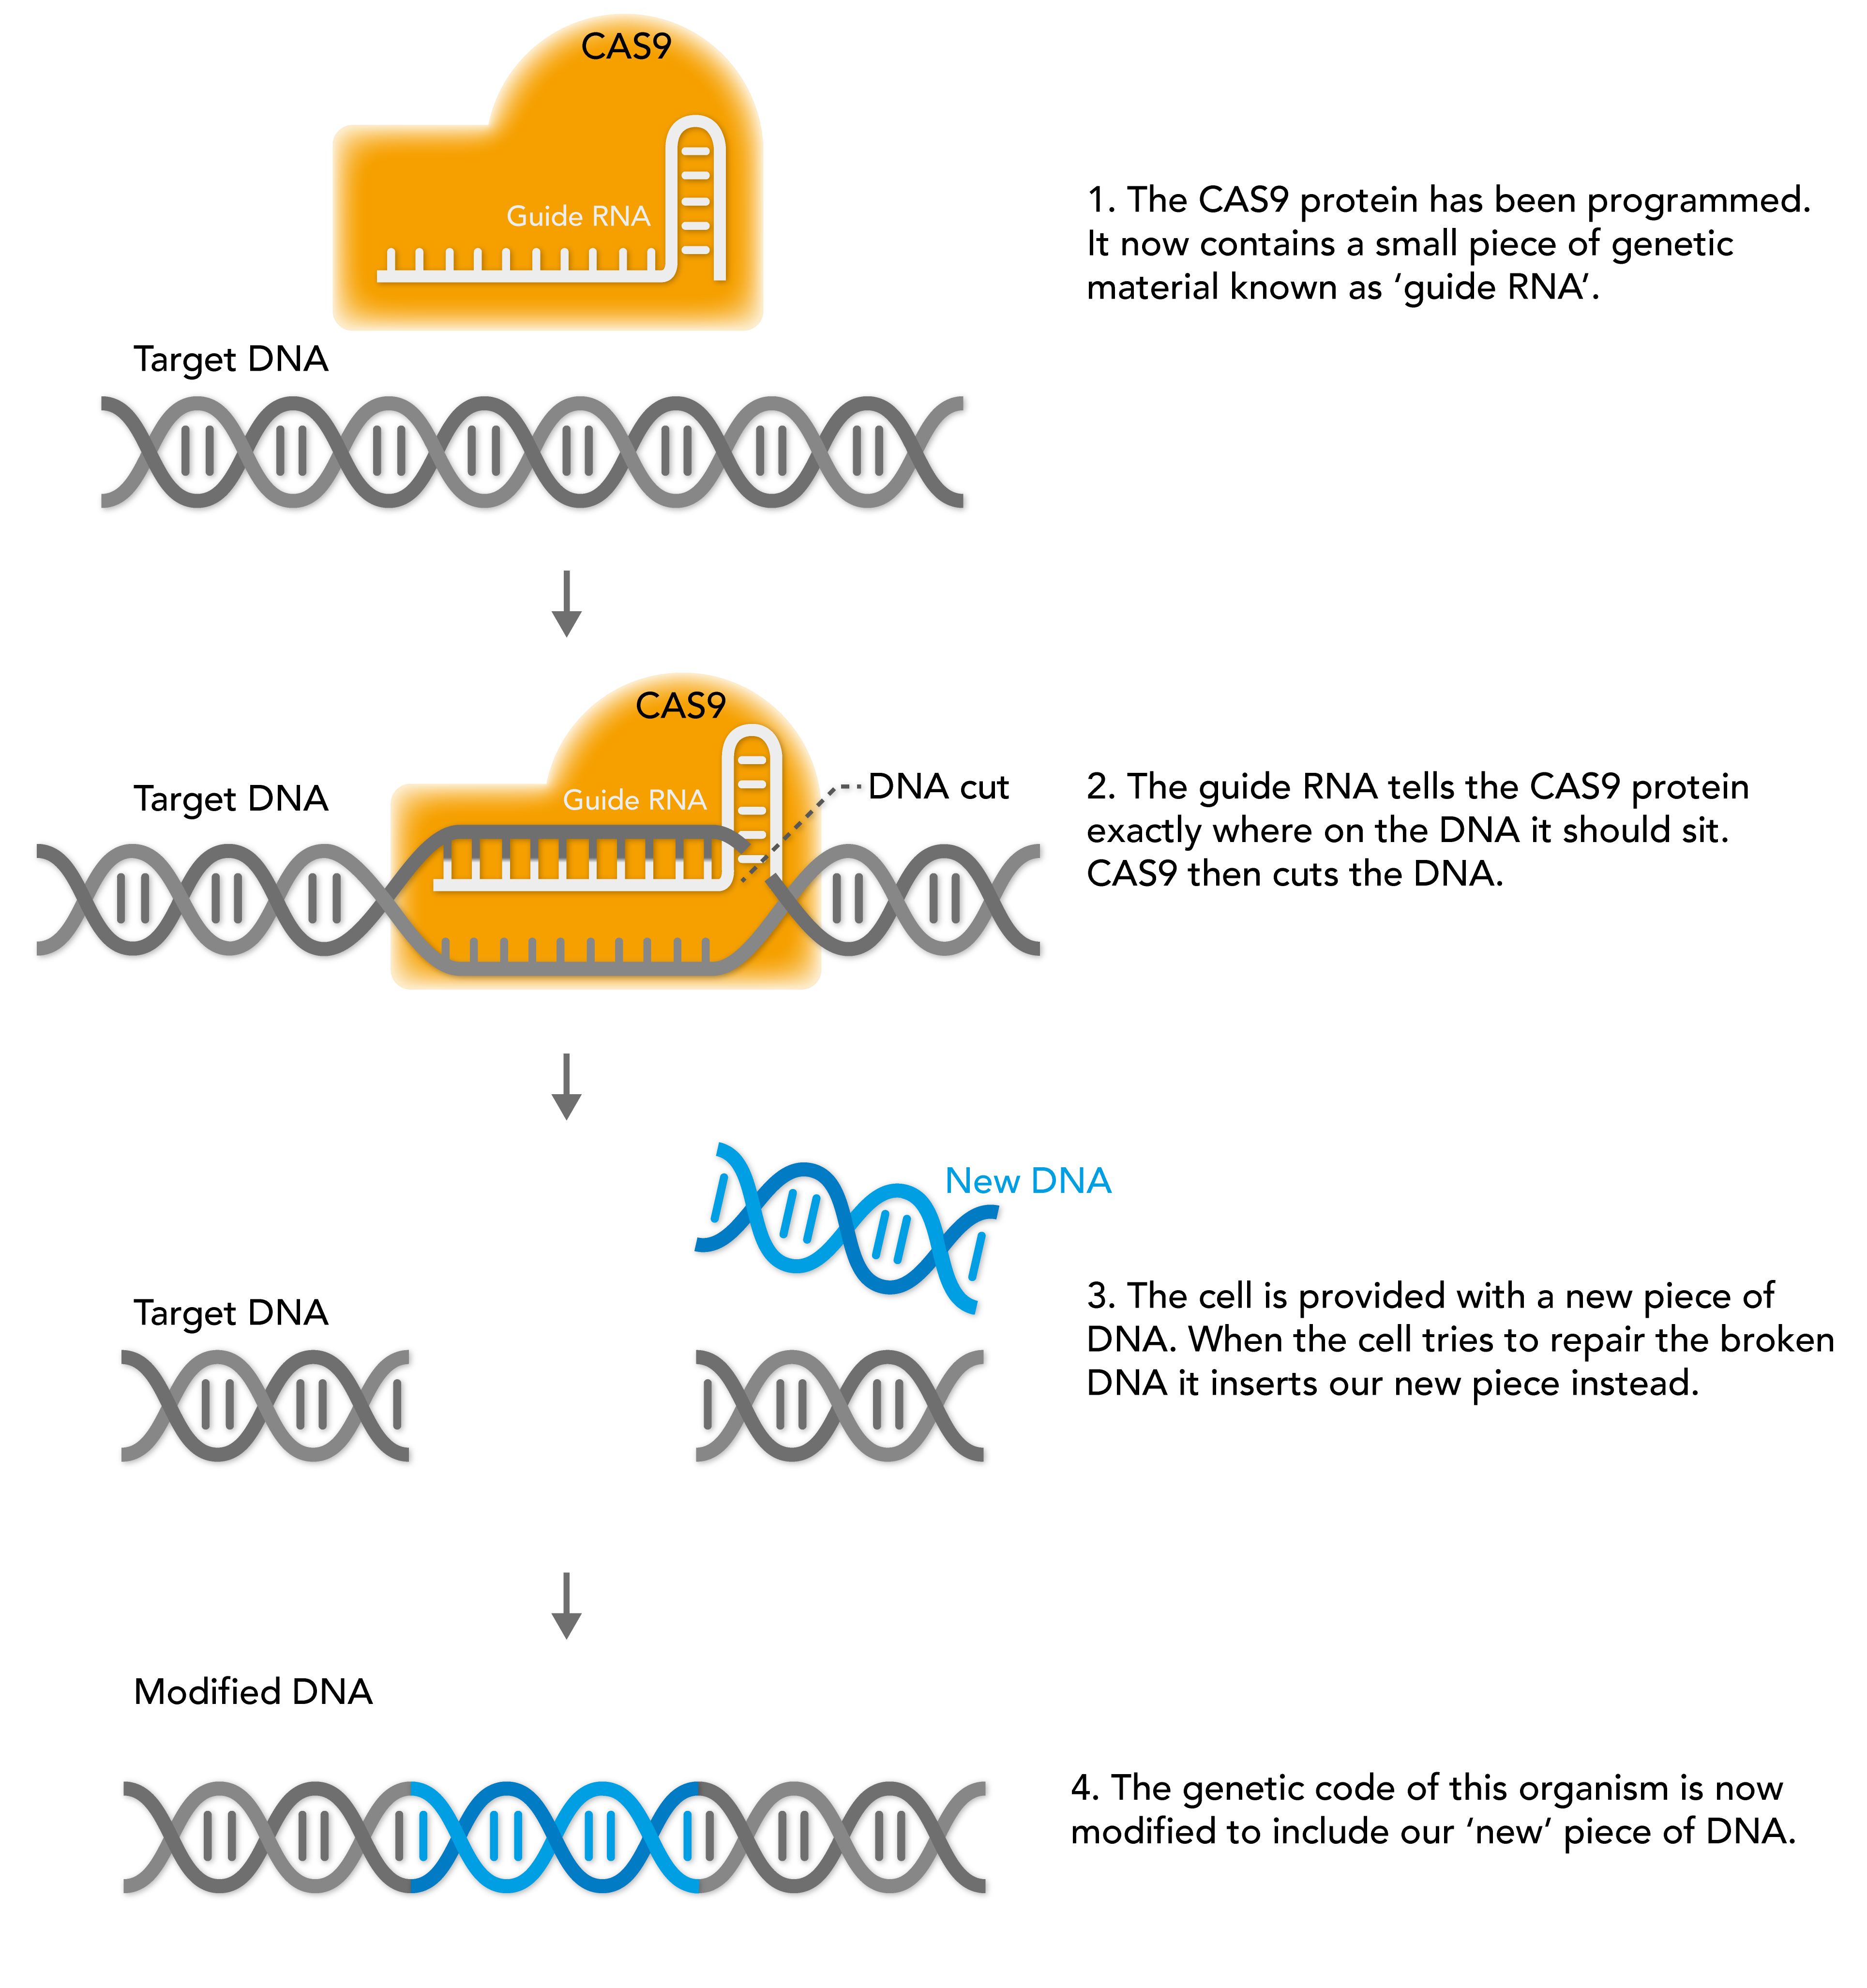 CAS9
Guide RNA
1. The CAS9 protein has been programmed.
It now contains a small piece of genetic
material known as ‘guide RNA’.
Target DNA
CAS9
Target DNA
Guide RNA
DNA cut
2. The guide RNA tells the CAS9 protein
exactly where on the DNA it should sit.
CAS9 then cuts the DNA.
New DNA
Target DNA
3. The cell is provided with a new piece of
DNA. When the cell tries to repair the broken
DNA it inserts our new piece instead.
Modified DNA
4. The genetic code of this organism is now
modified to include our ‘new’ piece of DNA.